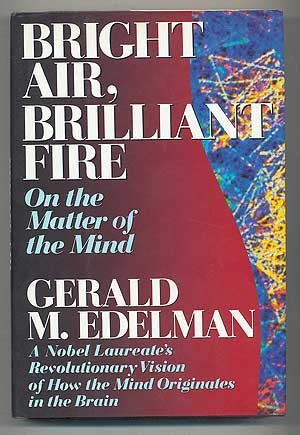 BRIGHT
AIR,
BRILLIANT
FIRE
On the
Matter of
the Mind
GERALD
M. EDELMAN
A Nobel Laureate's
Revolutionary Vision
of How the Mind Originates
in the Brain